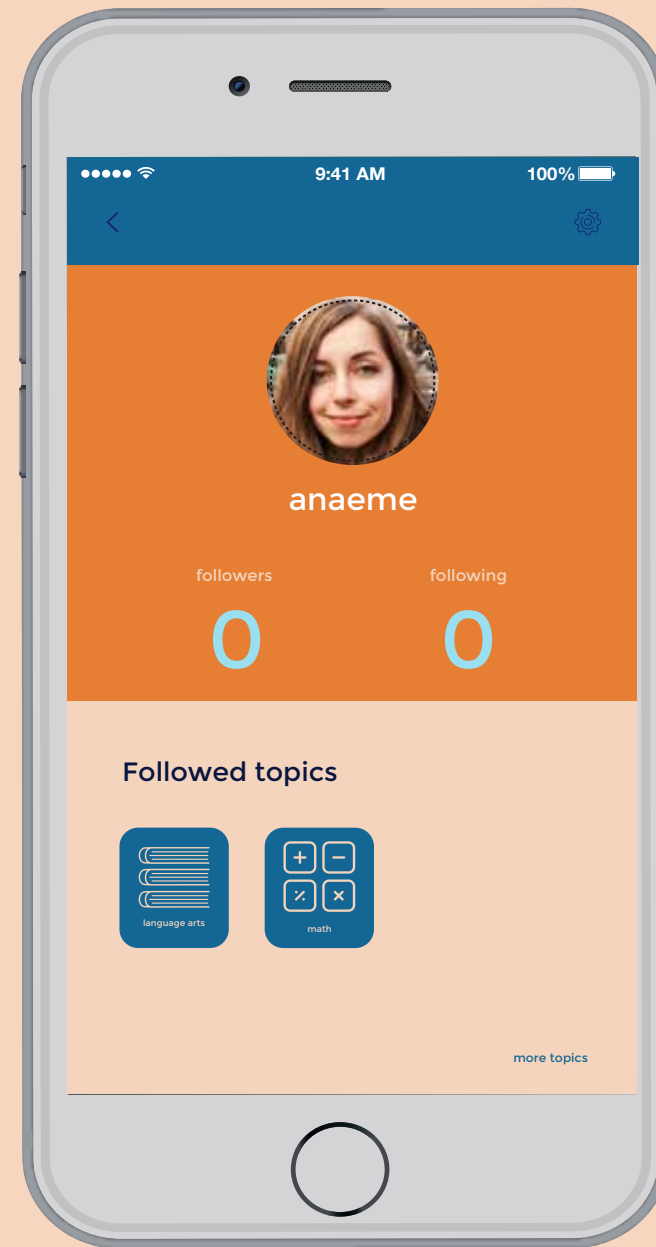 9:41 AM 100%
anaeme
followers following
0 0
Followed topics
language arts math
more topics